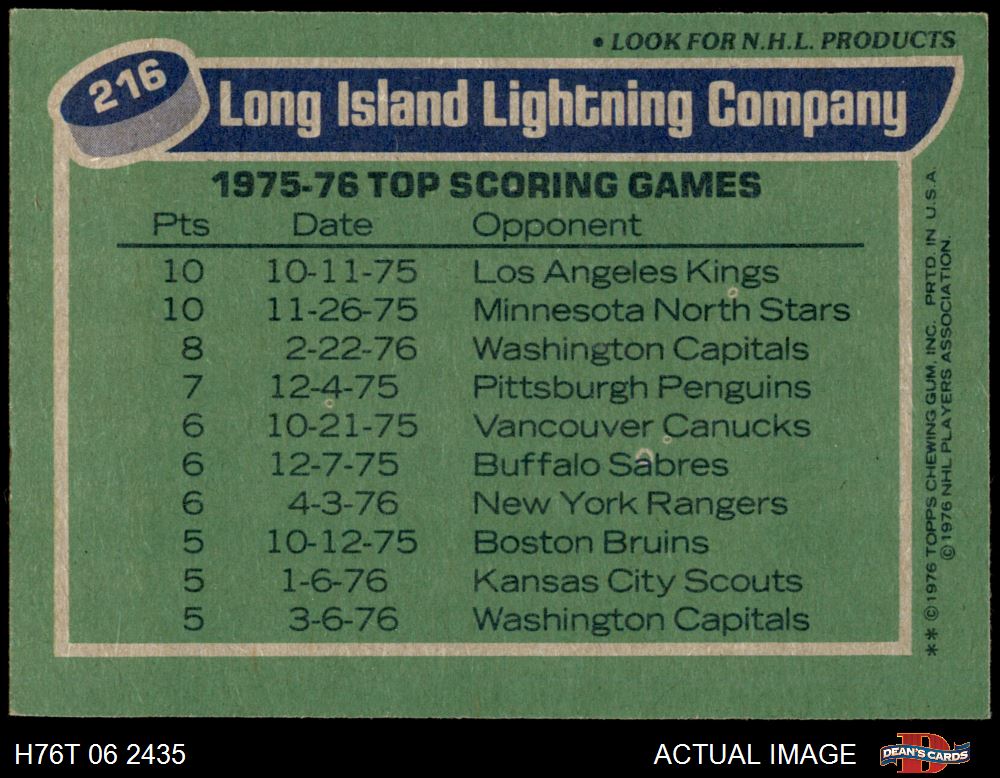 • LOOK FOR N.H.L. PRODUCTS
216
Long Island Lightning Company
1975-76 TOP SCORING GAMES
Pts Date Opponent
10 10-11-75 Los Angeles Kings
10 11-26-75 Minnesota North Stars
8 2-22-76 Washington Capitals
7 12-4-75 Pittsburgh Penguins
6 10-21-75 Vancouver Canucks
6 12-7-75 Buffalo Sabres
6 4-3-76 New York Rangers
5 10-12-75 Boston Bruins
5 1-6-76 Kansas City Scouts
5 3-6-76 Washington Capitals
** © 1976 TOPPS CHEWING GUM, INC. PRTD. IN U.S.A.
© 1976 NHL PLAYERS ASSOCIATION.
H76T 06 2435
ACTUAL IMAGE
D
DEAN'S CARDS